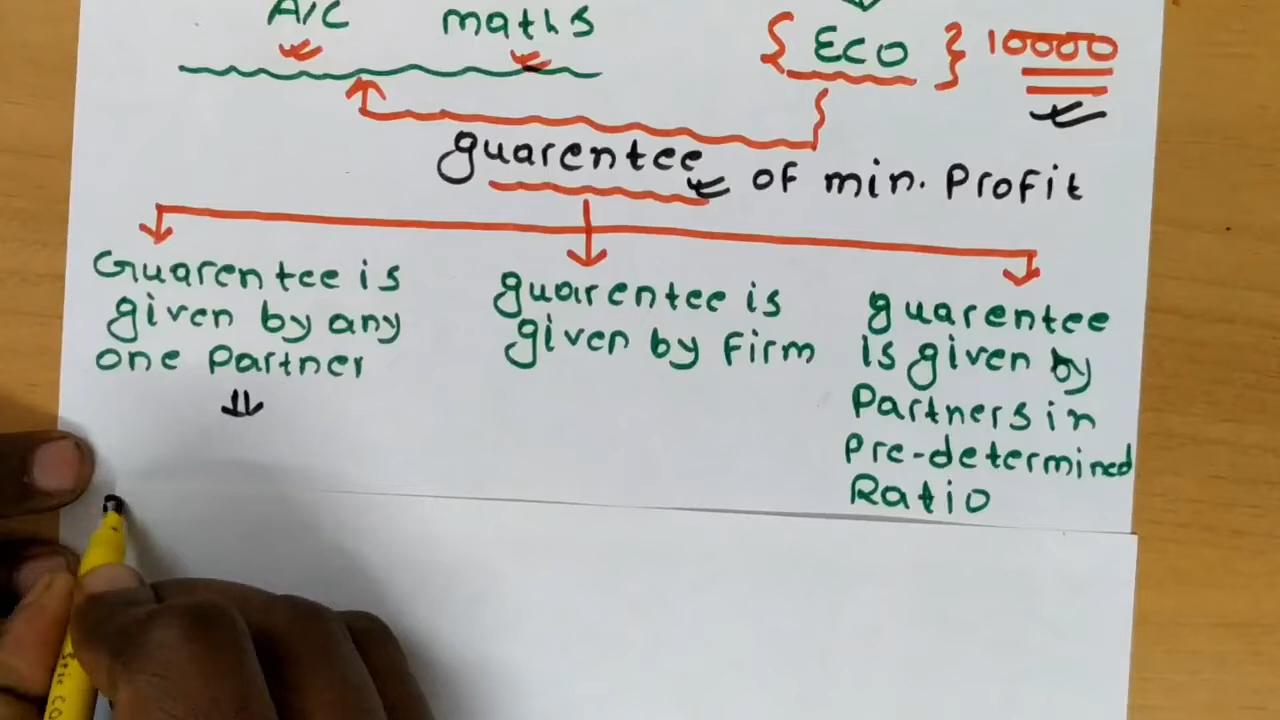 A/C maths { Eco } 10000
guarentee of min. Profit
Guarentee is
given by any
one Partner
guarentee is
given by Firm
guarentee
is given by
Partners in
Pre-determined
Ratio